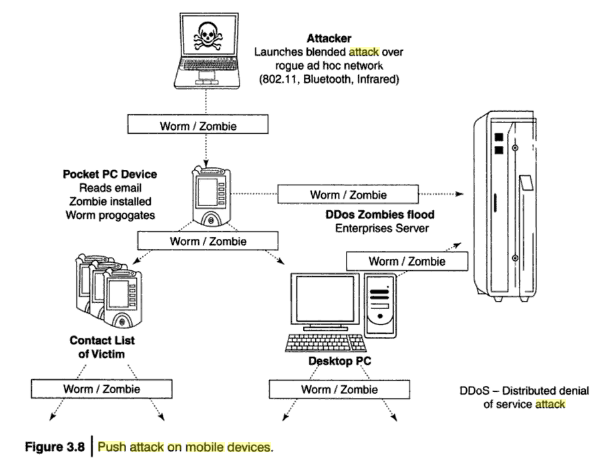 Attacker
Launches blended attack over
rogue ad hoc network
(802.11, Bluetooth, Infrared)
Worm / Zombie
Pocket PC Device
Reads email
Zombie installed
Worm progogates
Worm / Zombie
DDos Zombies flood
Enterprises Server
Worm / Zombie
Worm / Zombie
Contact List
of Victim
Desktop PC
Worm / Zombie
Worm / Zombie
DDoS – Distributed denial
of service attack
Figure 3.8 Push attack on mobile devices.